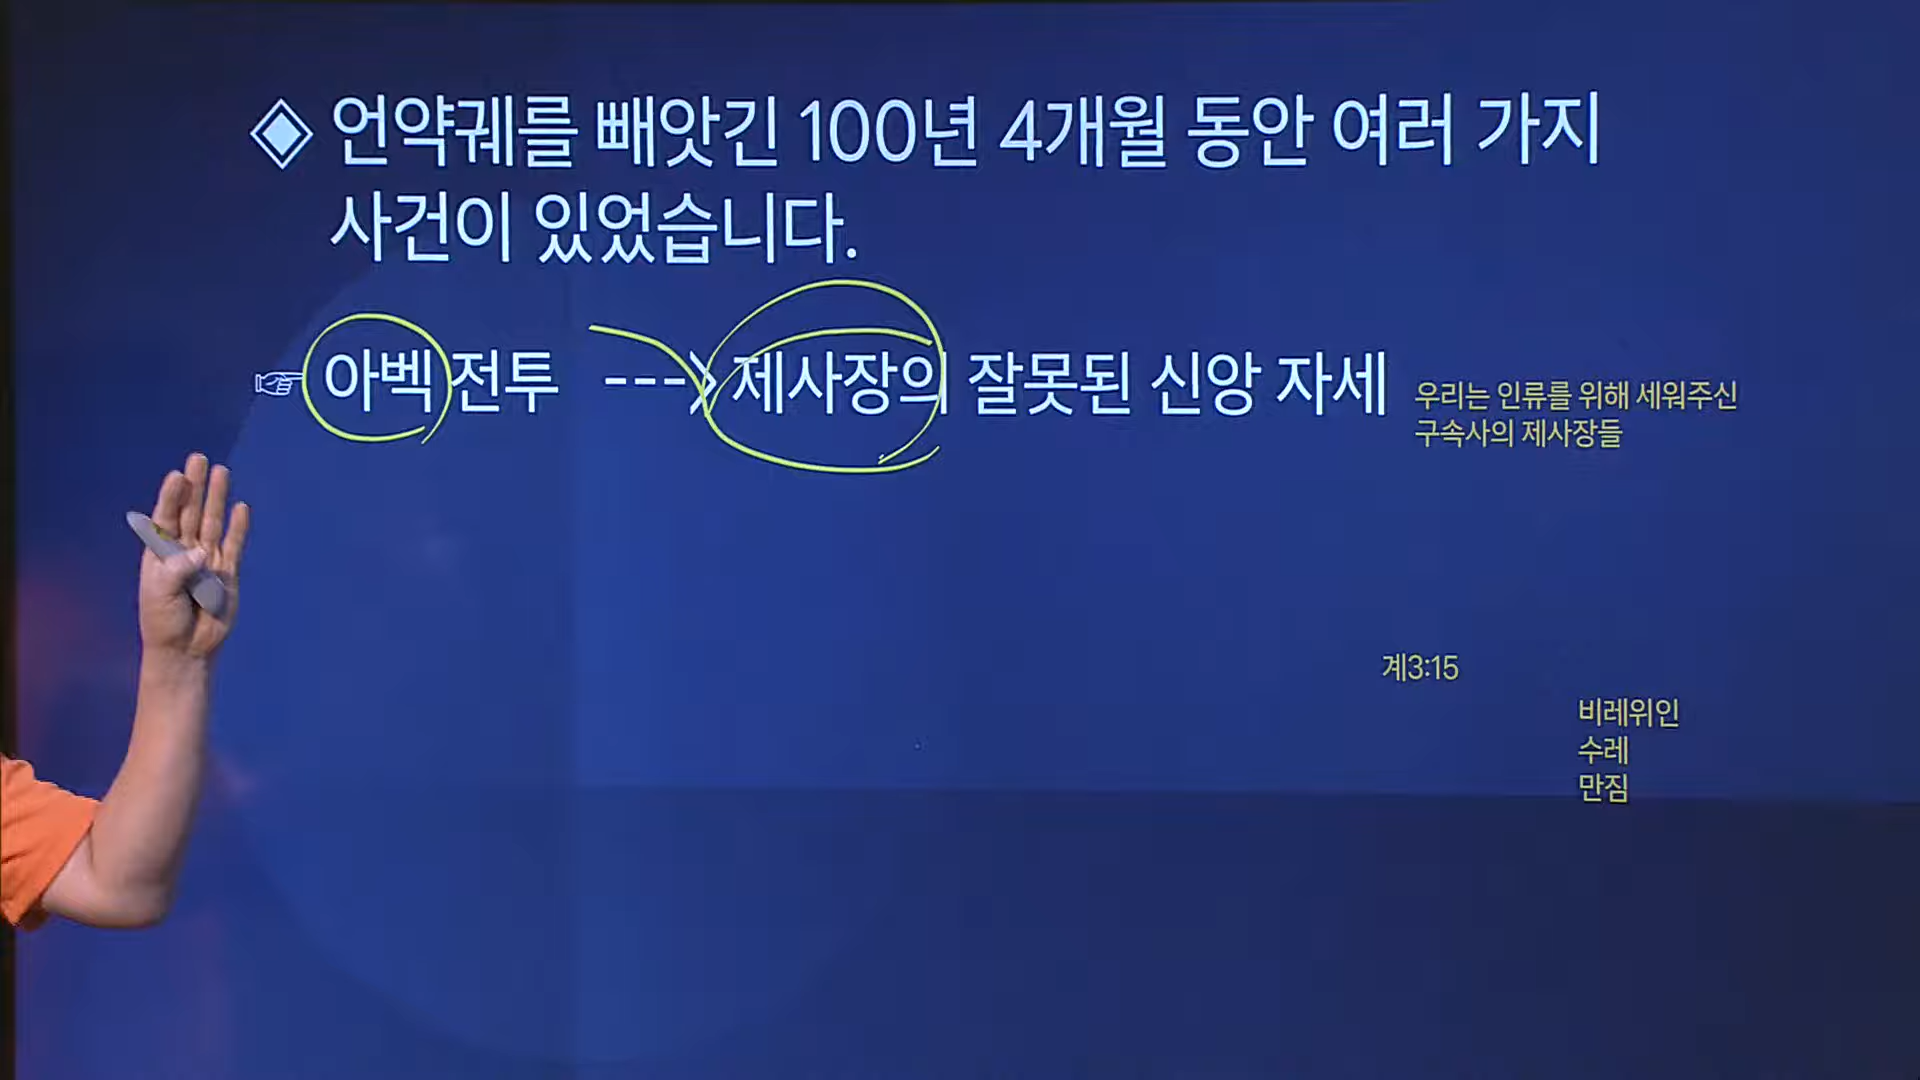 ◈ 언약궤를 빼앗긴 100년 4개월 동안 여러 가지
사건이 있었습니다.
☞ 아벡 전투 ---> 제사장의 잘못된 신앙 자세
우리는 인류를 위해 세워주신
구속사의 제사장들
계3:15
비레위인
수레
만짐